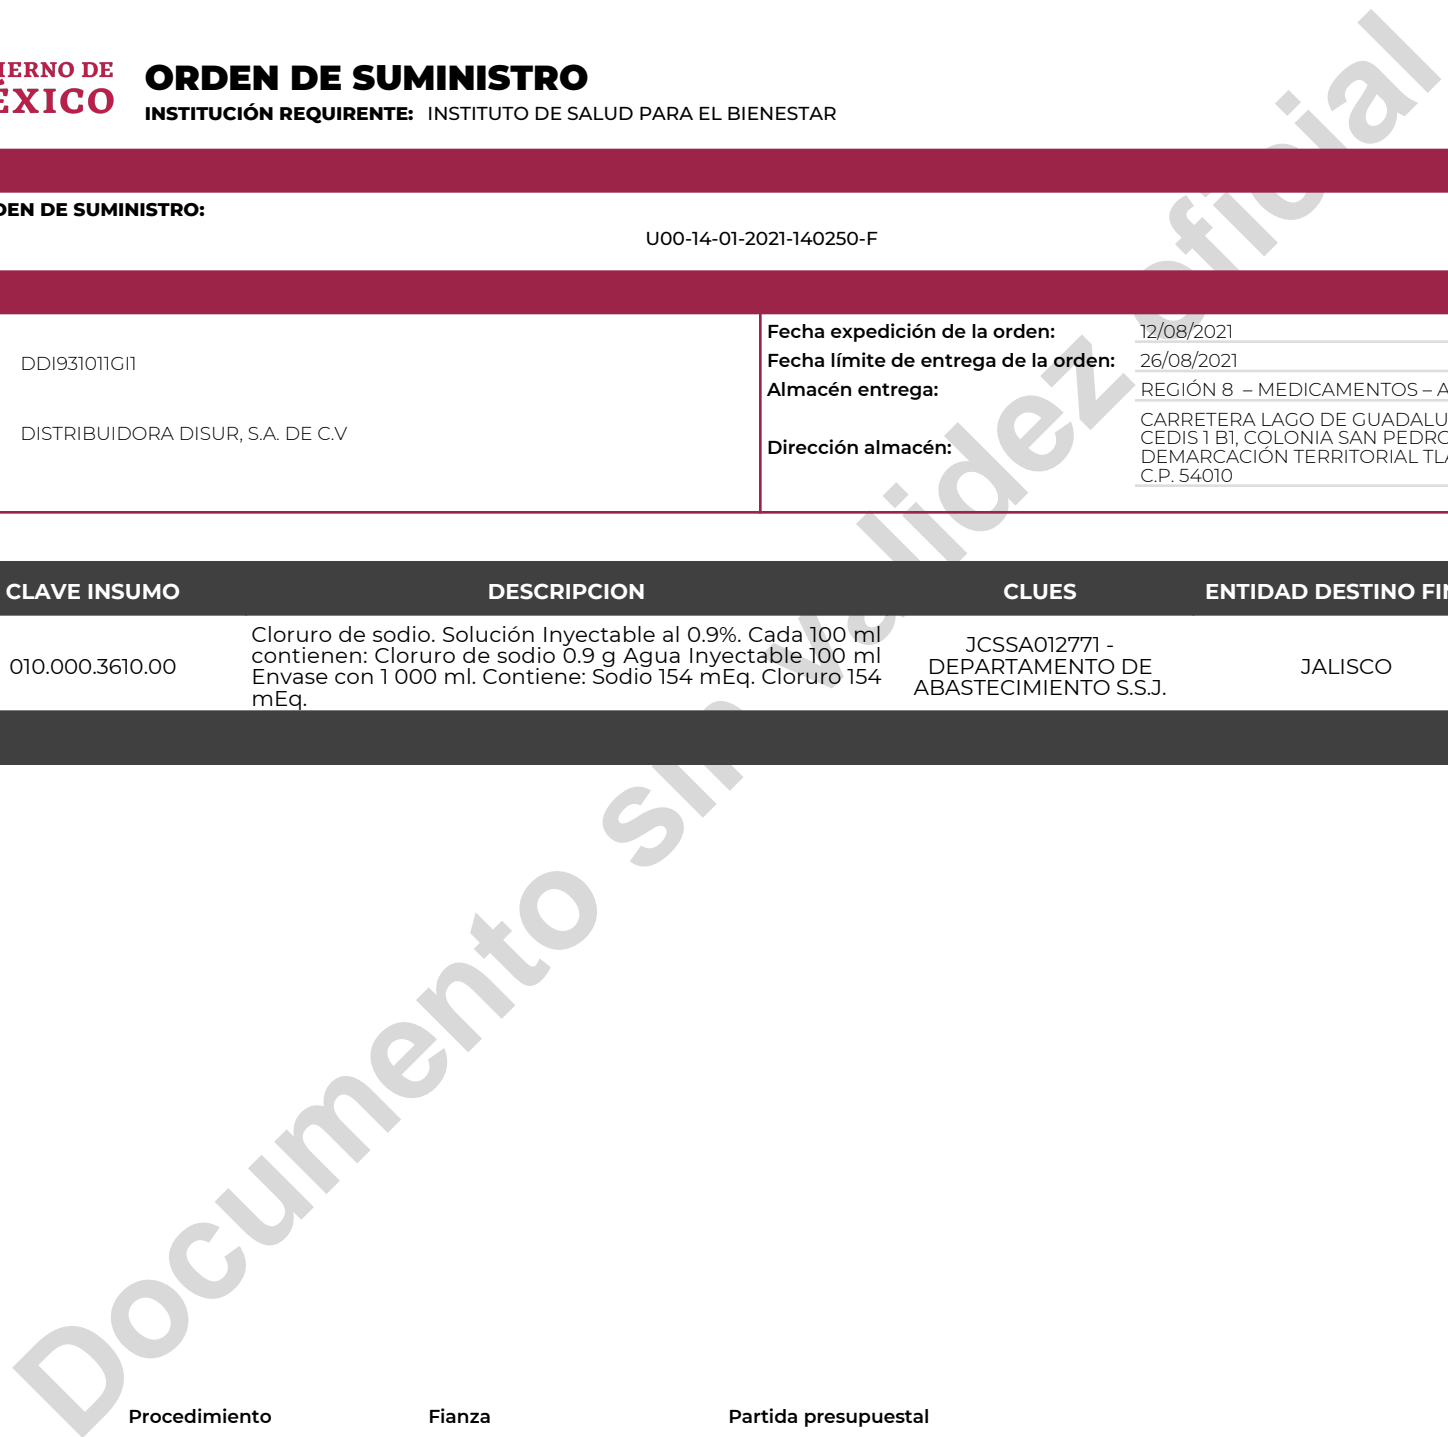 IERNO DE
ÉXICO
ORDEN DE SUMINISTRO
INSTITUCIÓN REQUIRENTE: INSTITUTO DE SALUD PARA EL BIENESTAR
DEN DE SUMINISTRO:
U00-14-01-2021-140250-F
DDI931011GI1
DISTRIBUIDORA DISUR, S.A. DE C.V
Fecha expedición de la orden: 12/08/2021
Fecha límite de entrega de la orden: 26/08/2021
Almacén entrega: REGIÓN 8 – MEDICAMENTOS – A
Dirección almacén:
CARRETERA LAGO DE GUADALU
CEDIS 1 B1, COLONIA SAN PEDRO
DEMARCACIÓN TERRITORIAL TLA
C.P. 54010
CLAVE INSUMO DESCRIPCION CLUES ENTIDAD DESTINO FIN
010.000.3610.00
Cloruro de sodio. Solución Inyectable al 0.9%. Cada 100 ml
contienen: Cloruro de sodio 0.9 g Agua Inyectable 100 ml
Envase con 1 000 ml. Contiene: Sodio 154 mEq. Cloruro 154
mEq.
JCSSA012771 -
DEPARTAMENTO DE
ABASTECIMIENTO S.S.J.
JALISCO
Documento sin validez oficial
Procedimiento Fianza Partida presupuestal